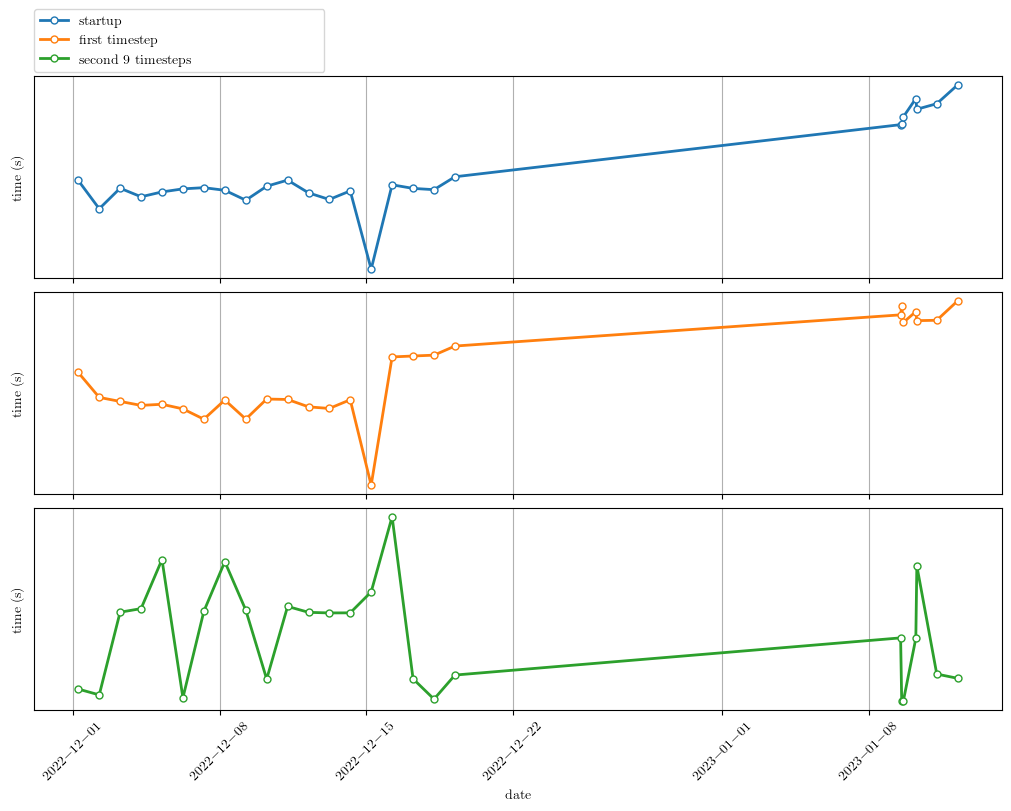 startup
first timestep
second 9 timesteps
time (s)
time (s)
time (s)
2022−12−01
2022−12−08
2022−12−15
2022−12−22
2023−01−01
2023−01−08
date